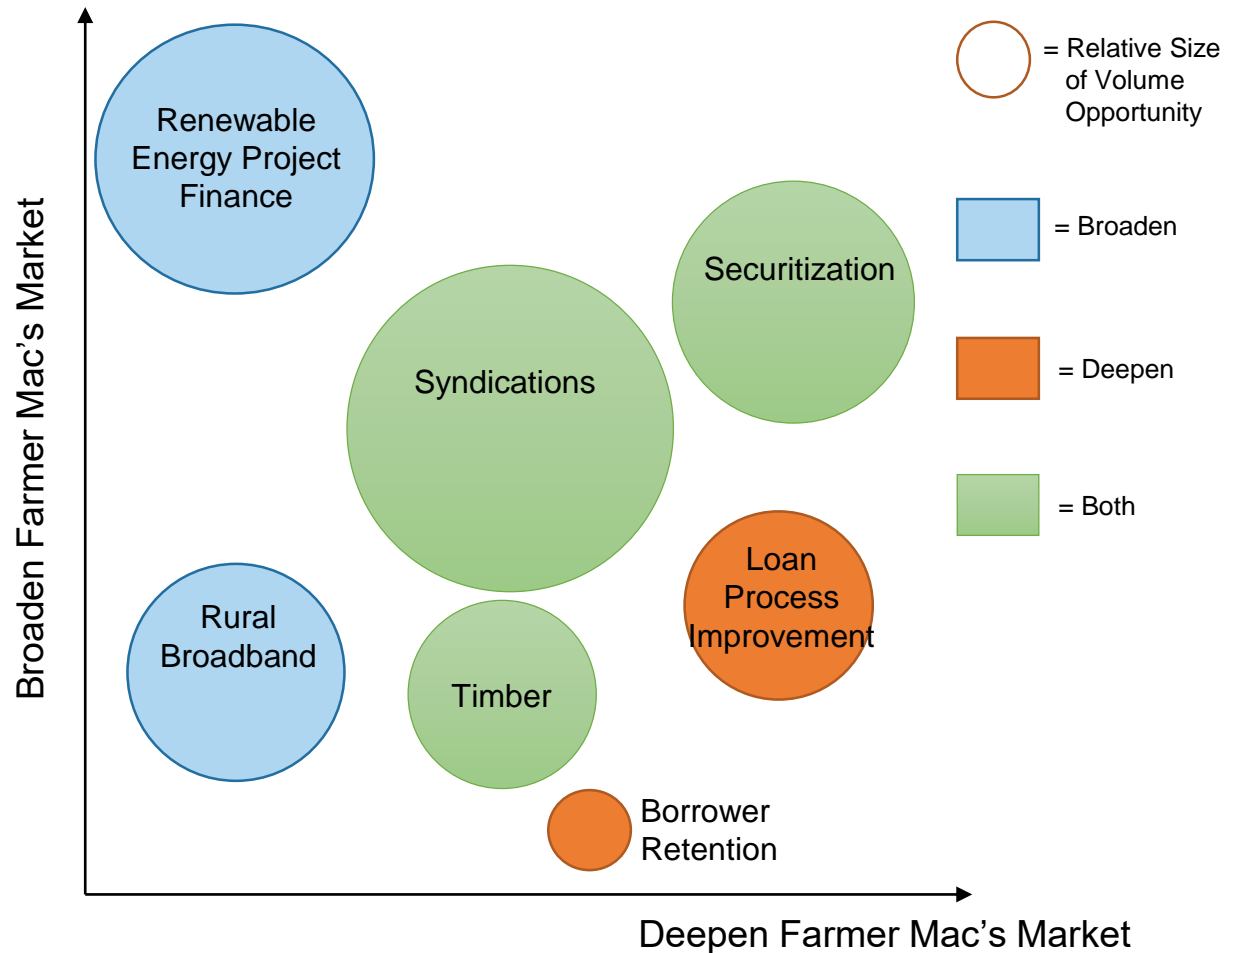 Broaden Farmer Mac’s Market
Renewable
Energy Project
Finance
Securitization
Syndications
Loan
Process
Improvement
Rural
Broadband
Timber
Borrower
Retention
Deepen Farmer Mac’s Market
= Relative Size
of Volume
Opportunity
= Broaden
= Deepen
= Both